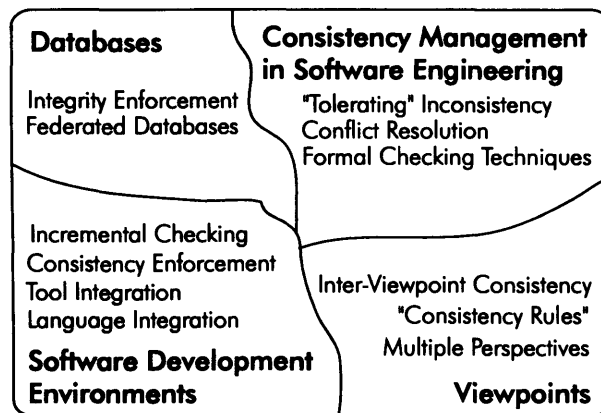 Databases
Integrity Enforcement
Federated Databases
Consistency Management
in Software Engineering
"Tolerating" Inconsistency
Conflict Resolution
Formal Checking Techniques
Incremental Checking
Consistency Enforcement
Tool Integration
Language Integration
Software Development
Environments
Inter-Viewpoint Consistency
"Consistency Rules"
Multiple Perspectives
Viewpoints